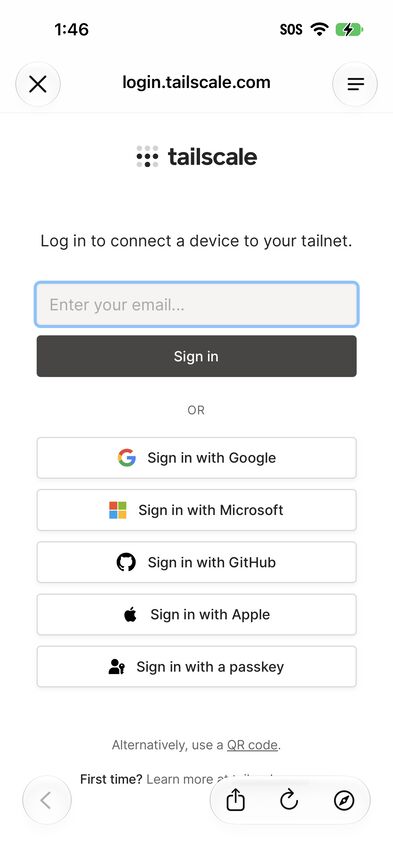 1:46
SOS
login.tailscale.com
tailscale
Log in to connect a device to your tailnet.
Enter your email...
Sign in
OR
Sign in with Google
Sign in with Microsoft
Sign in with GitHub
Sign in with Apple
Sign in with a passkey
Alternatively, use a QR code.
First time? Learn more at